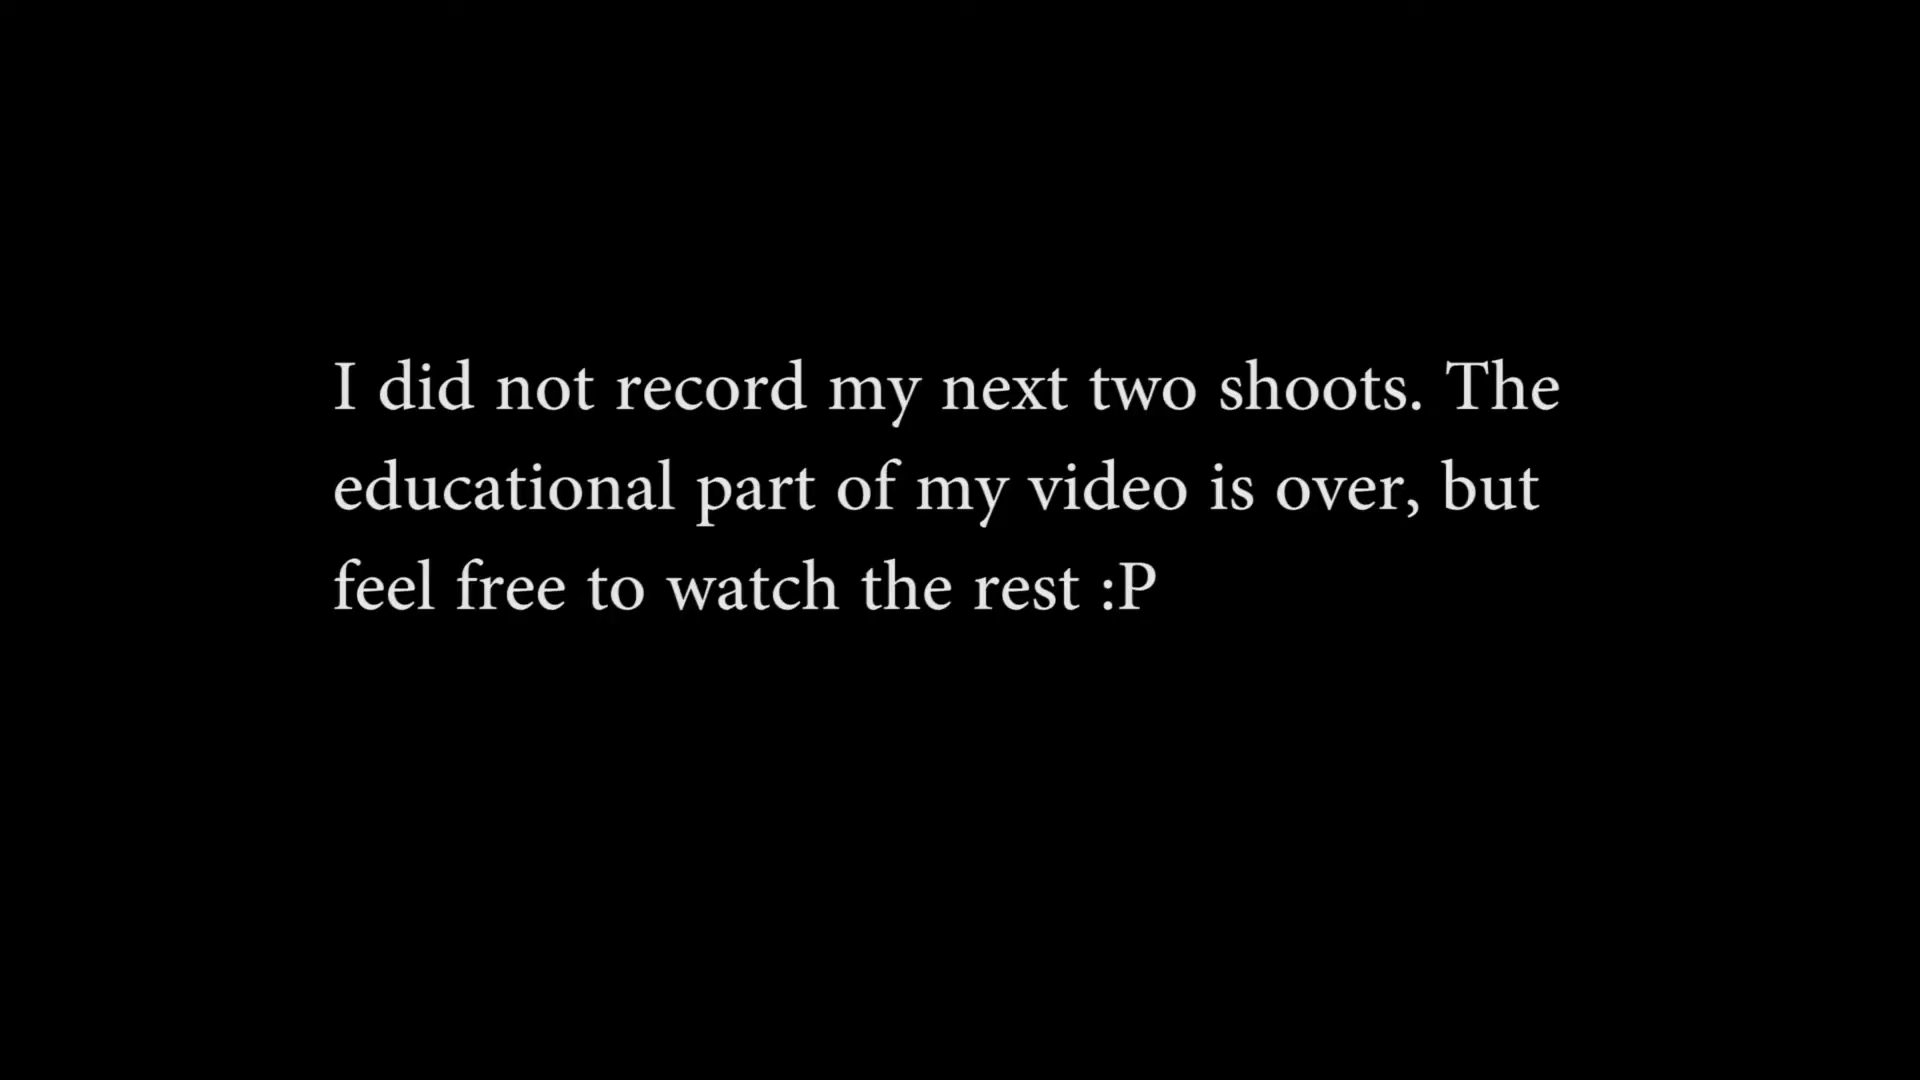 I did not record my next two shoots. The
educational part of my video is over, but
feel free to watch the rest :P